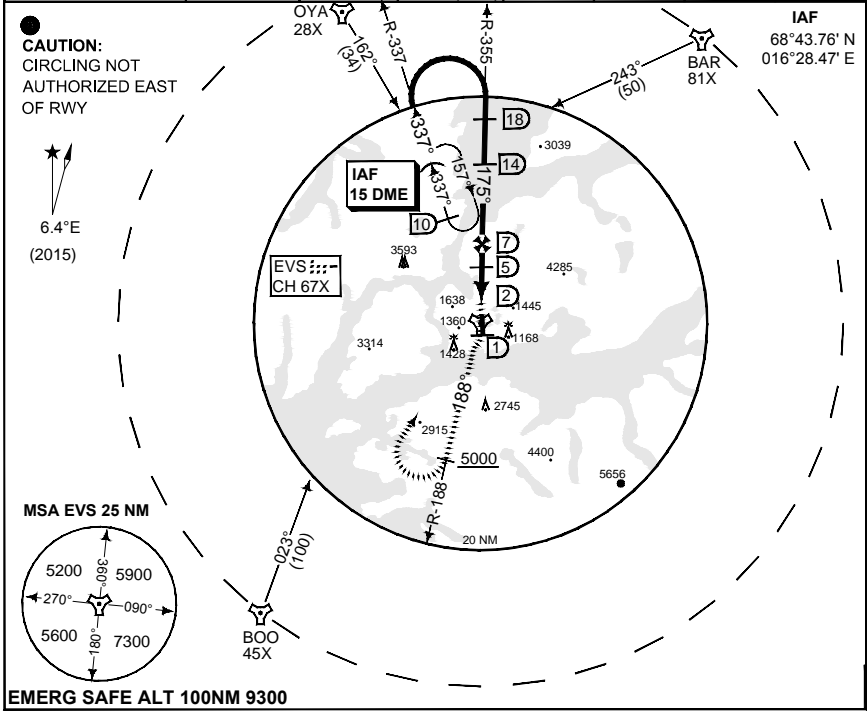 OYA
28X
CAUTION:
CIRCLING NOT
AUTHORIZED EAST
OF RWY
162°
(34)
R-337
R-355
IAF
68°43.76' N
016°28.47' E
BAR
81X
243°
(50)
6.4°E
(2015)
18
3039
14
337°
157°
337°
175°
IAF
15 DME
10
7
3593
5
4285
EVS
CH 67X
2
1638
1445
1360
1168
3314
1428
1
188°
2745
2915
5000
4400
5656
R-188
20 NM
023°
(100)
MSA EVS 25 NM
5200
5900
360°
270°
090°
5600
180°
7300
BOO
45X
EMERG SAFE ALT 100NM 9300